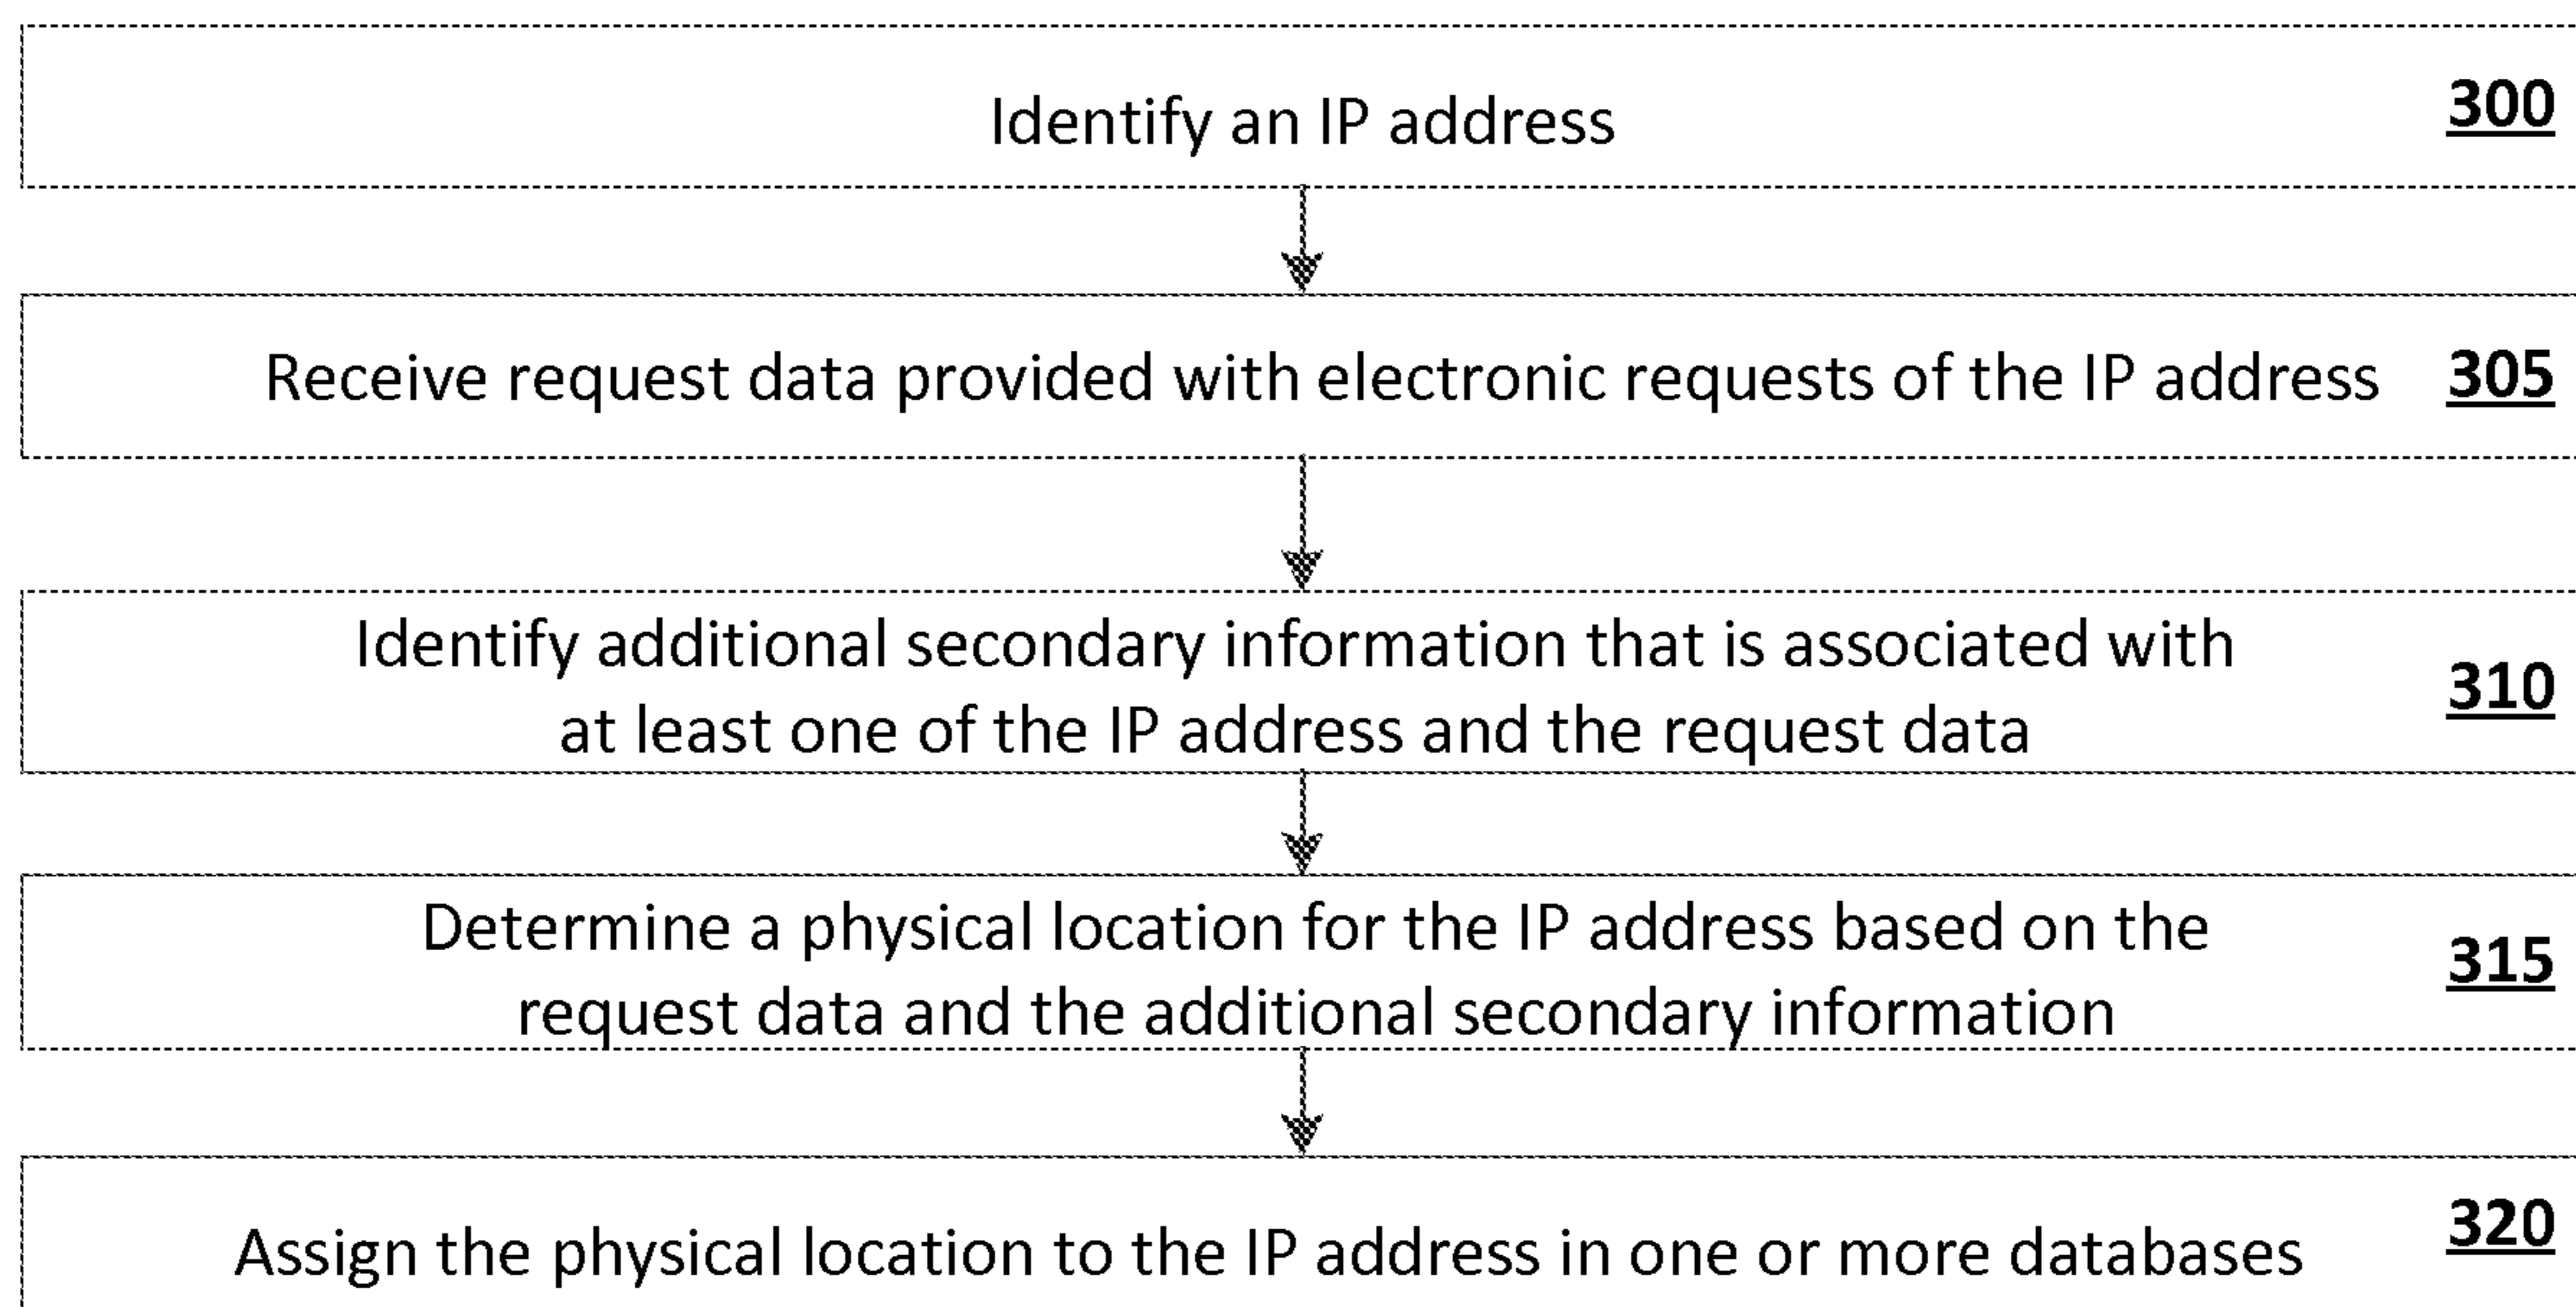 Identify an IP address 300
Receive request data provided with electronic requests of the IP address 305
Identify additional secondary information that is associated with
at least one of the IP address and the request data 310
Determine a physical location for the IP address based on the
request data and the additional secondary information 315
Assign the physical location to the IP address in one or more databases 320